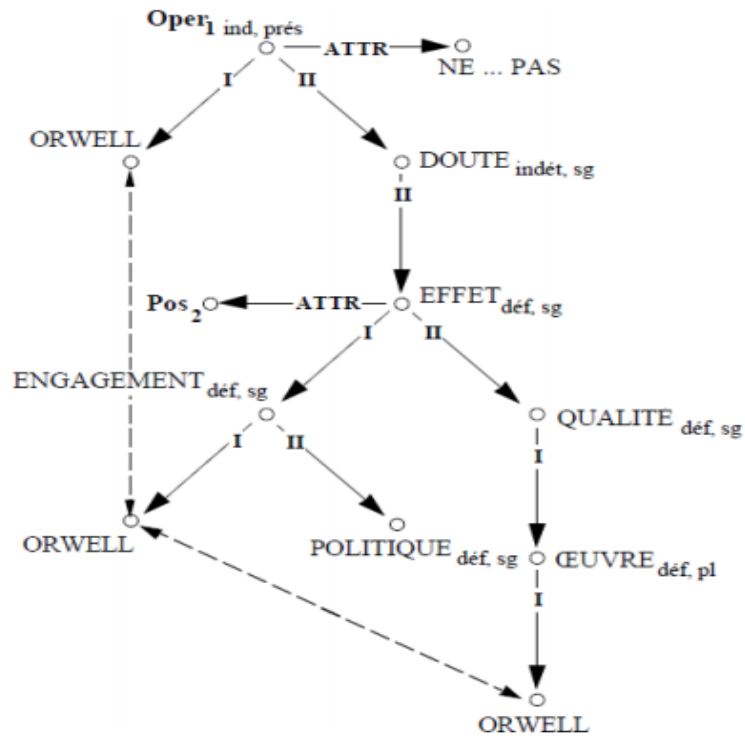 Oper1 ind, prés
ATTR
NE ... PAS
I II
ORWELL
DOUTE indét, sg
II
Pos2
ATTR
EFFET déf, sg
I II
ENGAGEMENT déf, sg
QUALITE déf, sg
I II
I
ORWELL
POLITIQUE déf, sg
ŒUVRE déf, pl
I
ORWELL